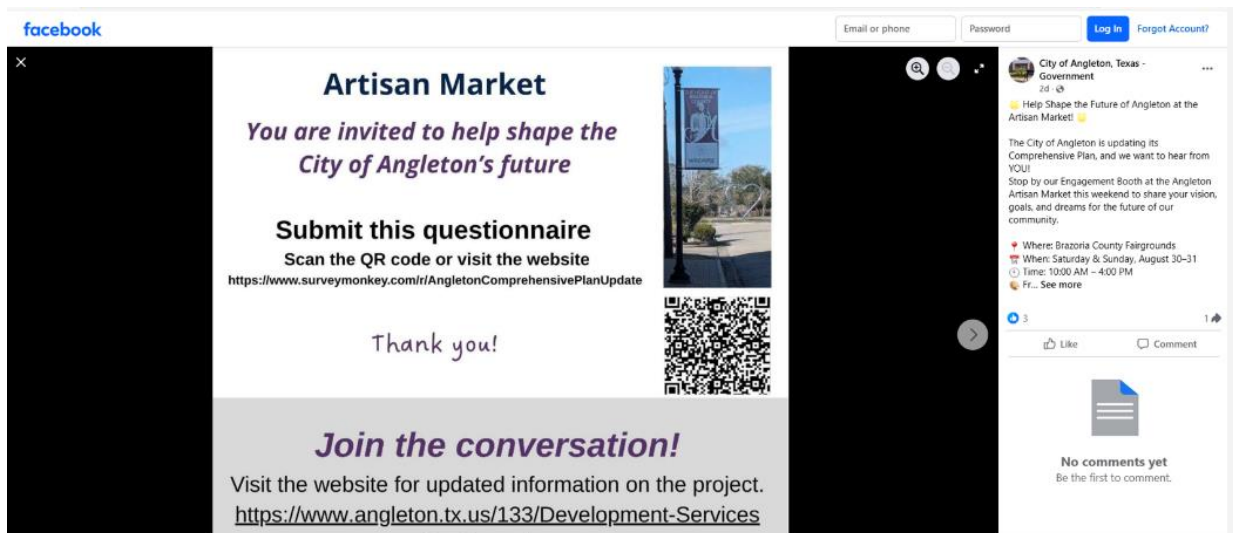 facebook
Email or phone
Password
Log In
Forgot Account?
Artisan Market
You are invited to help shape the
City of Angleton's future
Submit this questionnaire
Scan the QR code or visit the website
https://www.surveymonkey.com/r/AngletonComprehensivePlanUpdate
Thank you!
Join the conversation!
Visit the website for updated information on the project.
https://www.angleton.tx.us/133/Development-Services
City of Angleton, Texas -
Government
2d ·
Help Shape the Future of Angleton at the
Artisan Market!
The City of Angleton is updating its
Comprehensive Plan, and we want to hear from
YOU!
Stop by our Engagement Booth at the Angleton
Artisan Market this weekend to share your vision,
goals, and dreams for the future of our
community.
Where: Brazoria County Fairgrounds
When: Saturday & Sunday, August 30–31
Time: 10:00 AM – 4:00 PM
Fr... See more
3
1
Like
Comment
No comments yet
Be the first to comment.